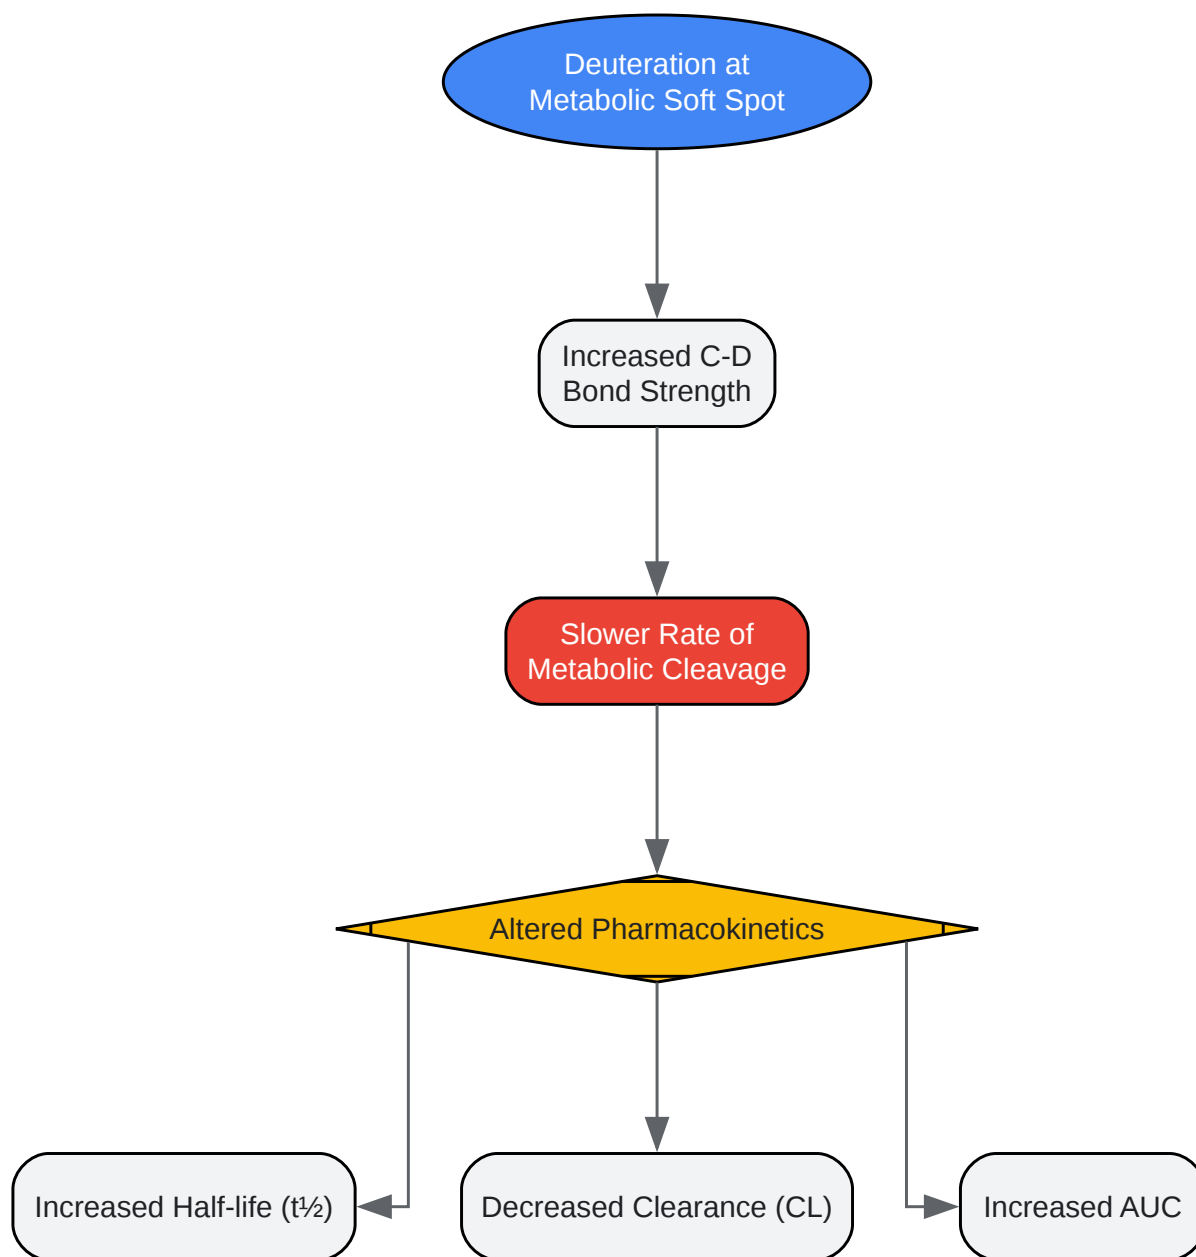 Deuteration at
Metabolic Soft Spot
Increased C-D
Bond Strength
Slower Rate of
Metabolic Cleavage
Altered Pharmacokinetics
Increased Half-life (t½)
Decreased Clearance (CL)
Increased AUC